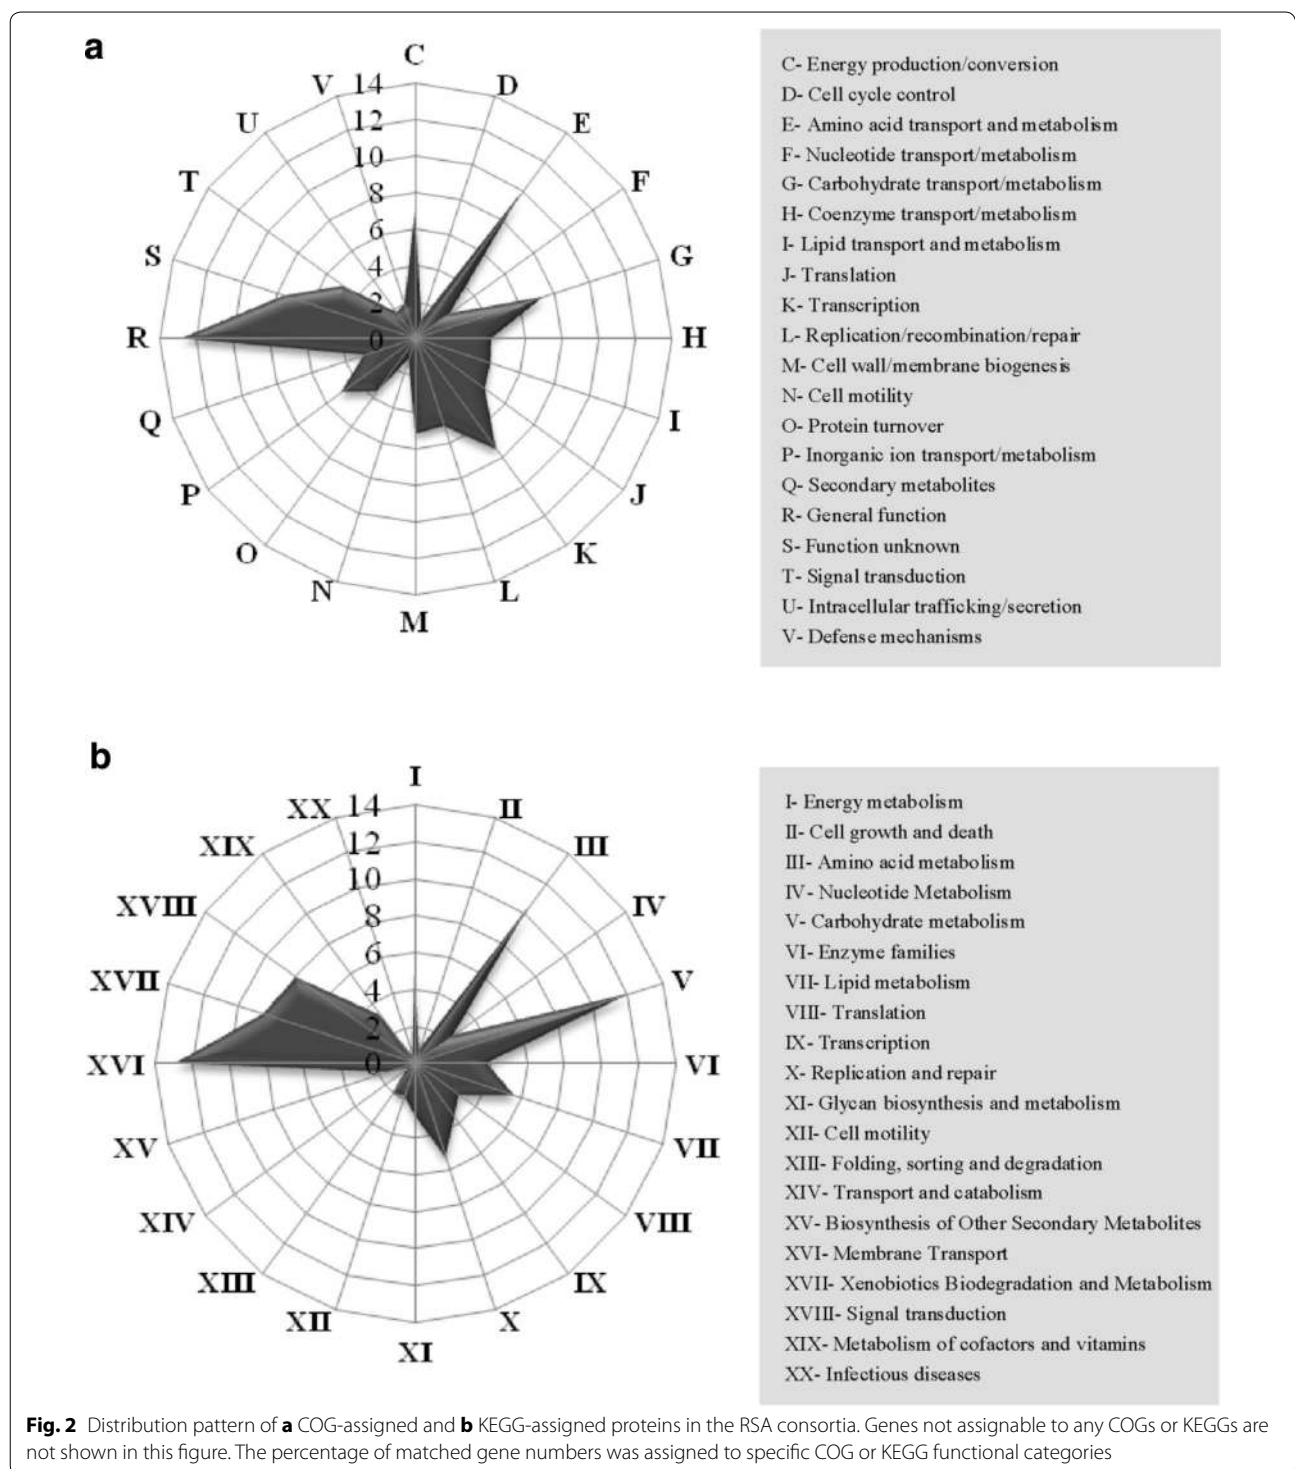 a
C
V 14 D
U 12 E
10
T 8 F
6
S 4 G
2
R 0 H
Q I
P J
O K
N L
M
C- Energy production/conversion
D- Cell cycle control
E- Amino acid transport and metabolism
F- Nucleotide transport/metabolism
G- Carbohydrate transport/metabolism
H- Coenzyme transport/metabolism
I- Lipid transport and metabolism
J- Translation
K- Transcription
L- Replication/recombination/repair
M- Cell wall/membrane biogenesis
N- Cell motility
O- Protein turnover
P- Inorganic ion transport/metabolism
Q- Secondary metabolites
R- General function
S- Function unknown
T- Signal transduction
U- Intracellular trafficking/secretion
V- Defense mechanisms
b
I
XX 14 II
XIX 12 III
10
XVIII 8 IV
6
XVII 4 V
2
XVI 0 VI
XV VII
XIV VIII
XIII IX
XII X
XI
I- Energy metabolism
II- Cell growth and death
III- Amino acid metabolism
IV- Nucleotide Metabolism
V- Carbohydrate metabolism
VI- Enzyme families
VII- Lipid metabolism
VIII- Translation
IX- Transcription
X- Replication and repair
XI- Glycan biosynthesis and metabolism
XII- Cell motility
XIII- Folding, sorting and degradation
XIV- Transport and catabolism
XV- Biosynthesis of Other Secondary Metabolites
XVI- Membrane Transport
XVII- Xenobiotics Biodegradation and Metabolism
XVIII- Signal transduction
XIX- Metabolism of cofactors and vitamins
XX- Infectious diseases
Fig. 2 Distribution pattern of a COG-assigned and b KEGG-assigned proteins in the RSA consortia. Genes not assignable to any COGs or KEGGs are
not shown in this figure. The percentage of matched gene numbers was assigned to specific COG or KEGG functional categories